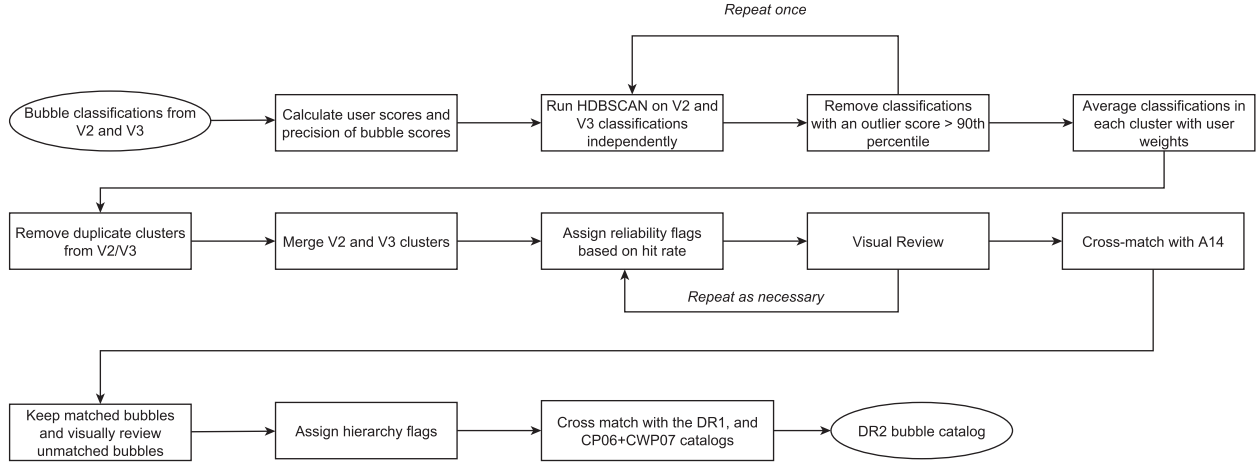 Repeat once
Bubble classifications from
V2 and V3
Calculate user scores and
precision of bubble scores
Run HDBSCAN on V2 and
V3 classifications
independently
Remove classifications
with an outlier score > 90th
percentile
Average classifications in
each cluster with user
weights
Remove duplicate clusters
from V2/V3
Merge V2 and V3 clusters
Assign reliability flags
based on hit rate
Visual Review
Cross-match with A14
Repeat as necessary
Keep matched bubbles
and visually review
unmatched bubbles
Assign hierarchy flags
Cross match with the DR1, and
CP06+CWP07 catalogs
DR2 bubble catalog